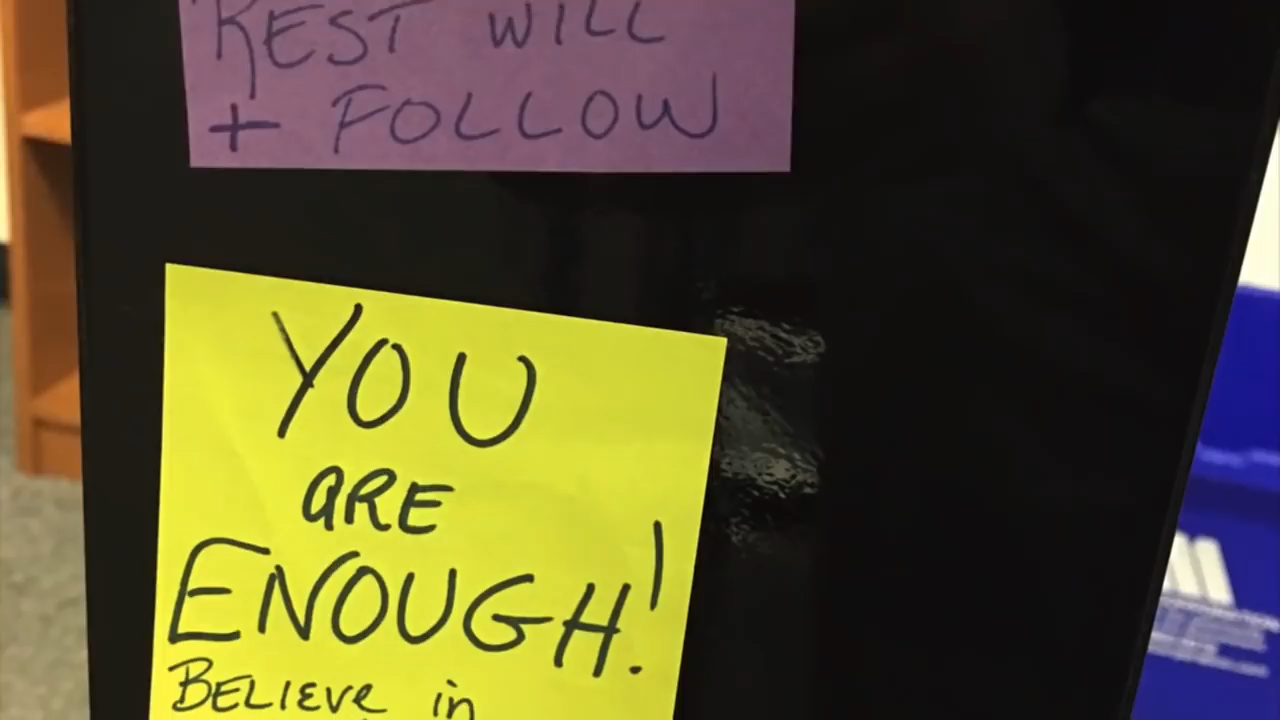 REST WILL
+ FOLLOW
YOU
ARE
ENOUGH!
BELIEVE in